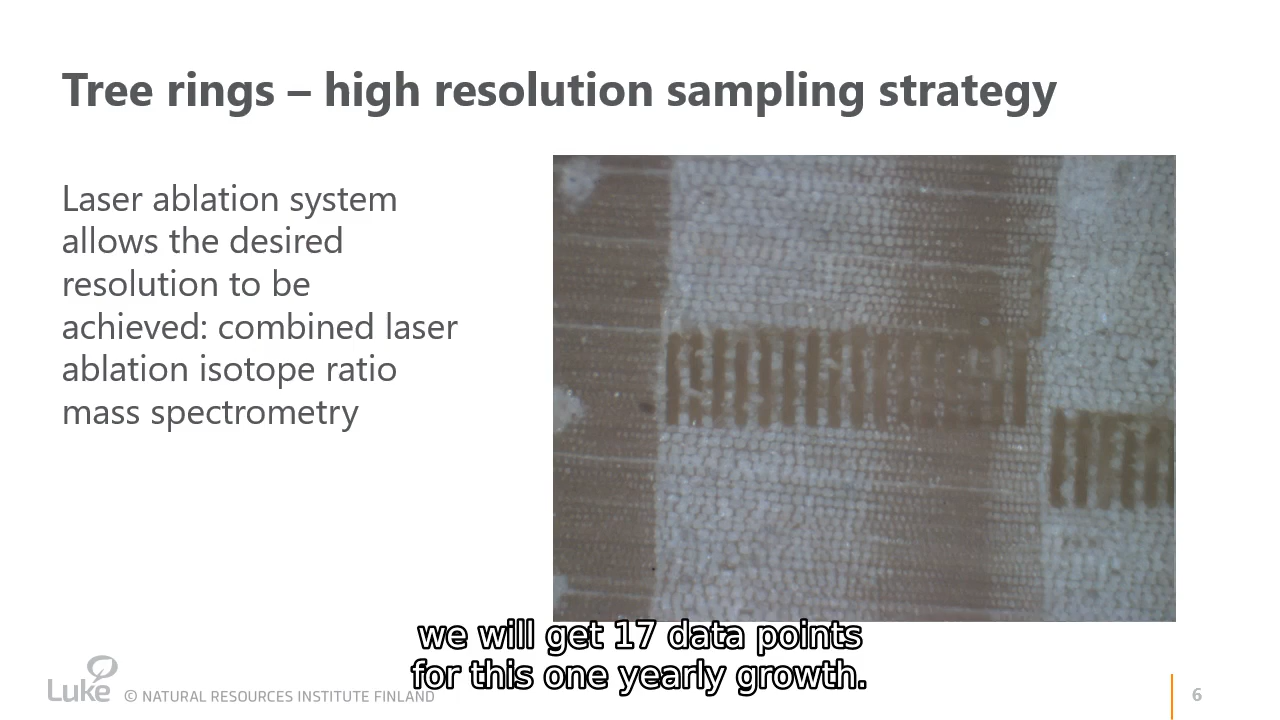 Tree rings – high resolution sampling strategy
Laser ablation system
allows the desired
resolution to be
achieved: combined laser
ablation isotope ratio
mass spectrometry
we will get 17 data points
for this one yearly growth.
Luke © NATURAL RESOURCES INSTITUTE FINLAND
6